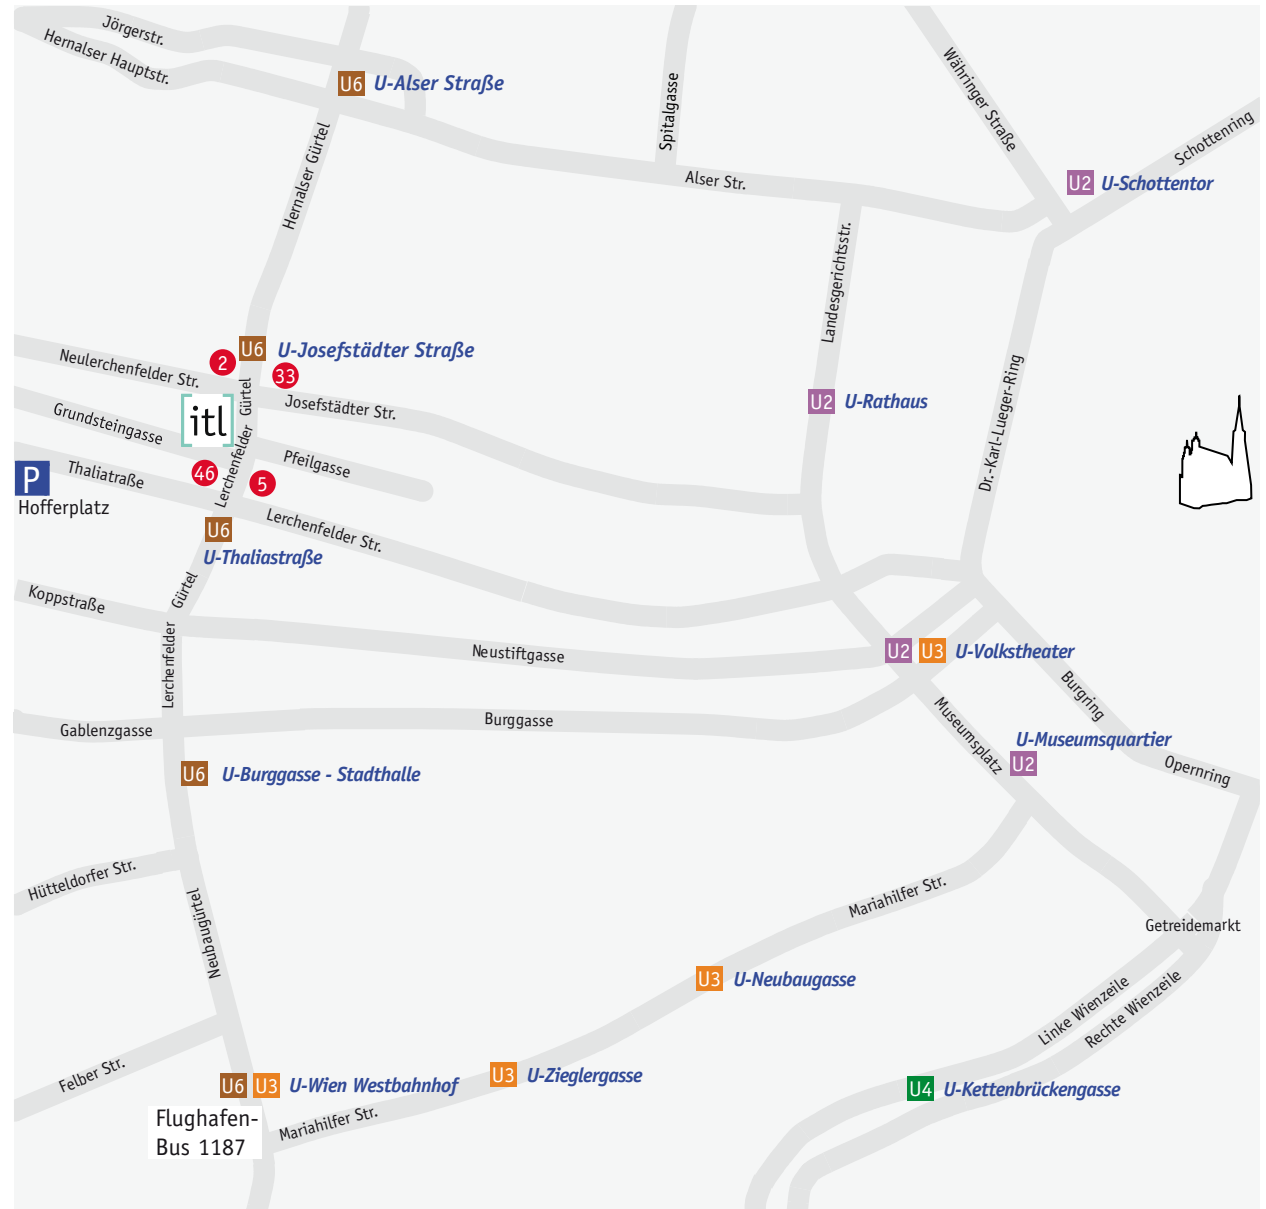 Jörgerstr.
Hernalser Hauptstr.
U6 U-Alser Straße
Spitalgasse
Währinger Straße
Schottenring
Hernalser Gürtel
Alser Str.
U2 U-Schottentor
Landesgerichtsstr.
Neulerchenfelder Str.
2
U6 U-Josefstädter Straße
33
Josefstädter Str.
Dr.-Karl-Lueger-Ring
U2 U-Rathaus
Grundsteingasse
itl
Lerchenfelder Gürtel
Pfeilgasse
Thaliatraße
46
5
P
Hofferplatz
Lerchenfelder Str.
U6
U-Thaliastraße
Koppstraße
Lerchenfelder Gürtel
Neustiftgasse
U2 U3 U-Volkstheater
Burgring
Gablenzgasse
Burggasse
Museumsplatz
U-Museumsquartier
U2
Opernring
U6 U-Burggasse - Stadthalle
Hütteldorfer Str.
Neubaugürtel
Mariahilfer Str.
Getreidemarkt
U3 U-Neubaugasse
Linke Wienzeile
Rechte Wienzeile
Felber Str.
U6 U3 U-Wien Westbahnhof
U3 U-Zieglergasse
U4 U-Kettenbrückengasse
Flughafen-
Bus 1187
Mariahilfer Str.